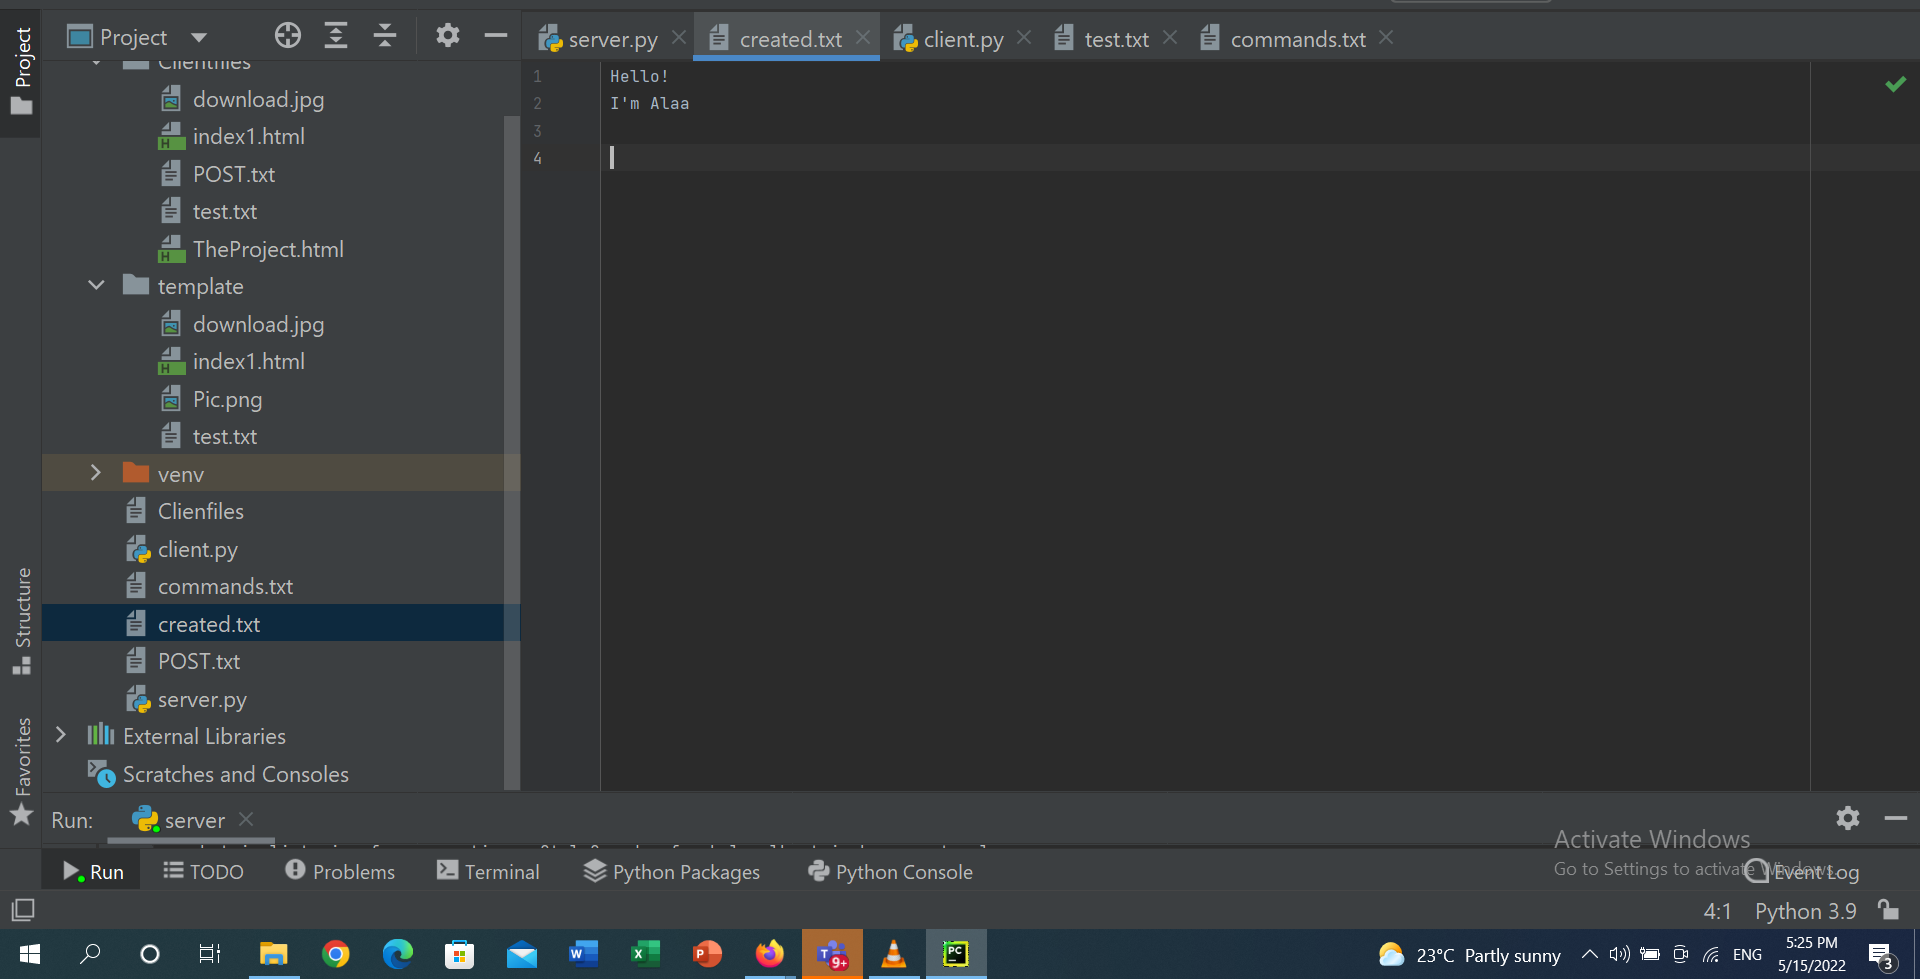 Project
Project
server.py
created.txt
client.py
test.txt
commands.txt
Clientfiles
download.jpg
index1.html
POST.txt
test.txt
TheProject.html
template
download.jpg
index1.html
Pic.png
test.txt
venv
Clienfiles
client.py
commands.txt
created.txt
POST.txt
server.py
External Libraries
Scratches and Consoles
1 Hello!
2 I'm Alaa
3
4
Structure
Favorites
Run: server
Activate Windows
Go to Settings to activate Windows.
Run
TODO
Problems
Terminal
Python Packages
Python Console
Event Log
4:1 Python 3.9
23°C Partly sunny
ENG
5:25 PM
5/15/2022
3
9+
PC